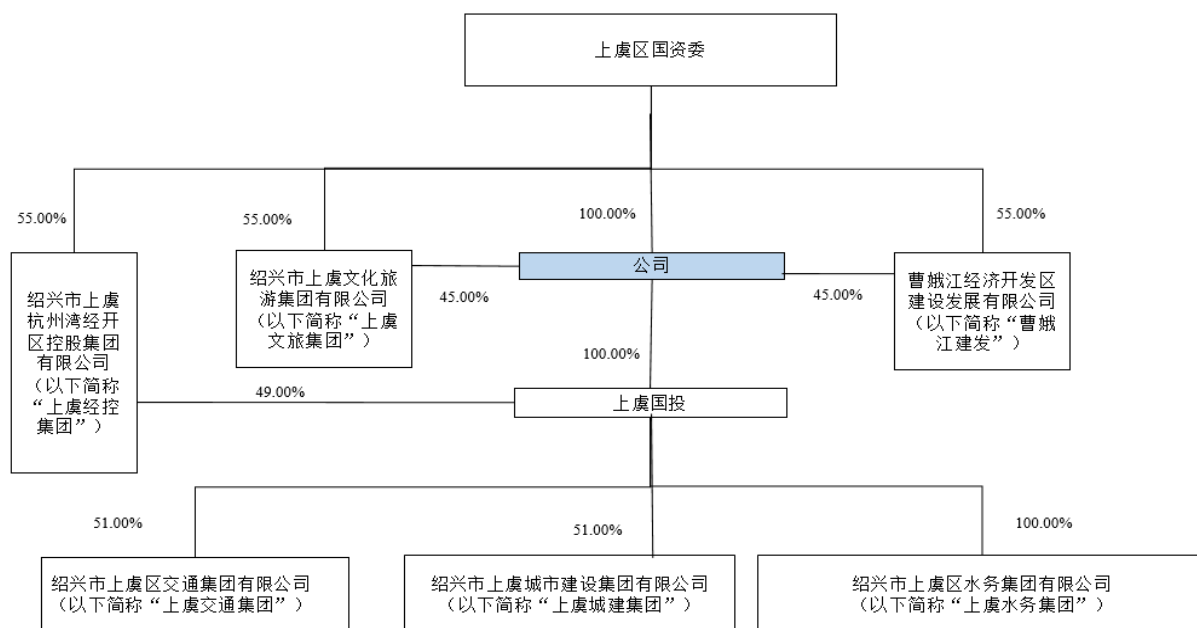 上虞区国资委
55.00%
55.00%
100.00%
55.00%
绍兴市上虞
杭州湾经开
区控股集团
有限公司
（以下简称
“上虞经控
集团”）
绍兴市上虞文化旅
游集团有限公司
（以下简称“上虞
文旅集团”）
45.00%
公司
45.00%
曹娥江经济开发区
建设发展有限公司
（以下简称“曹娥
江建发”）
100.00%
49.00%
上虞国投
51.00%
51.00%
100.00%
绍兴市上虞区交通集团有限公司
（以下简称“上虞交通集团”）
绍兴市上虞城市建设集团有限公司
（以下简称“上虞城建集团”）
绍兴市上虞区水务集团有限公司
（以下简称“上虞水务集团”）